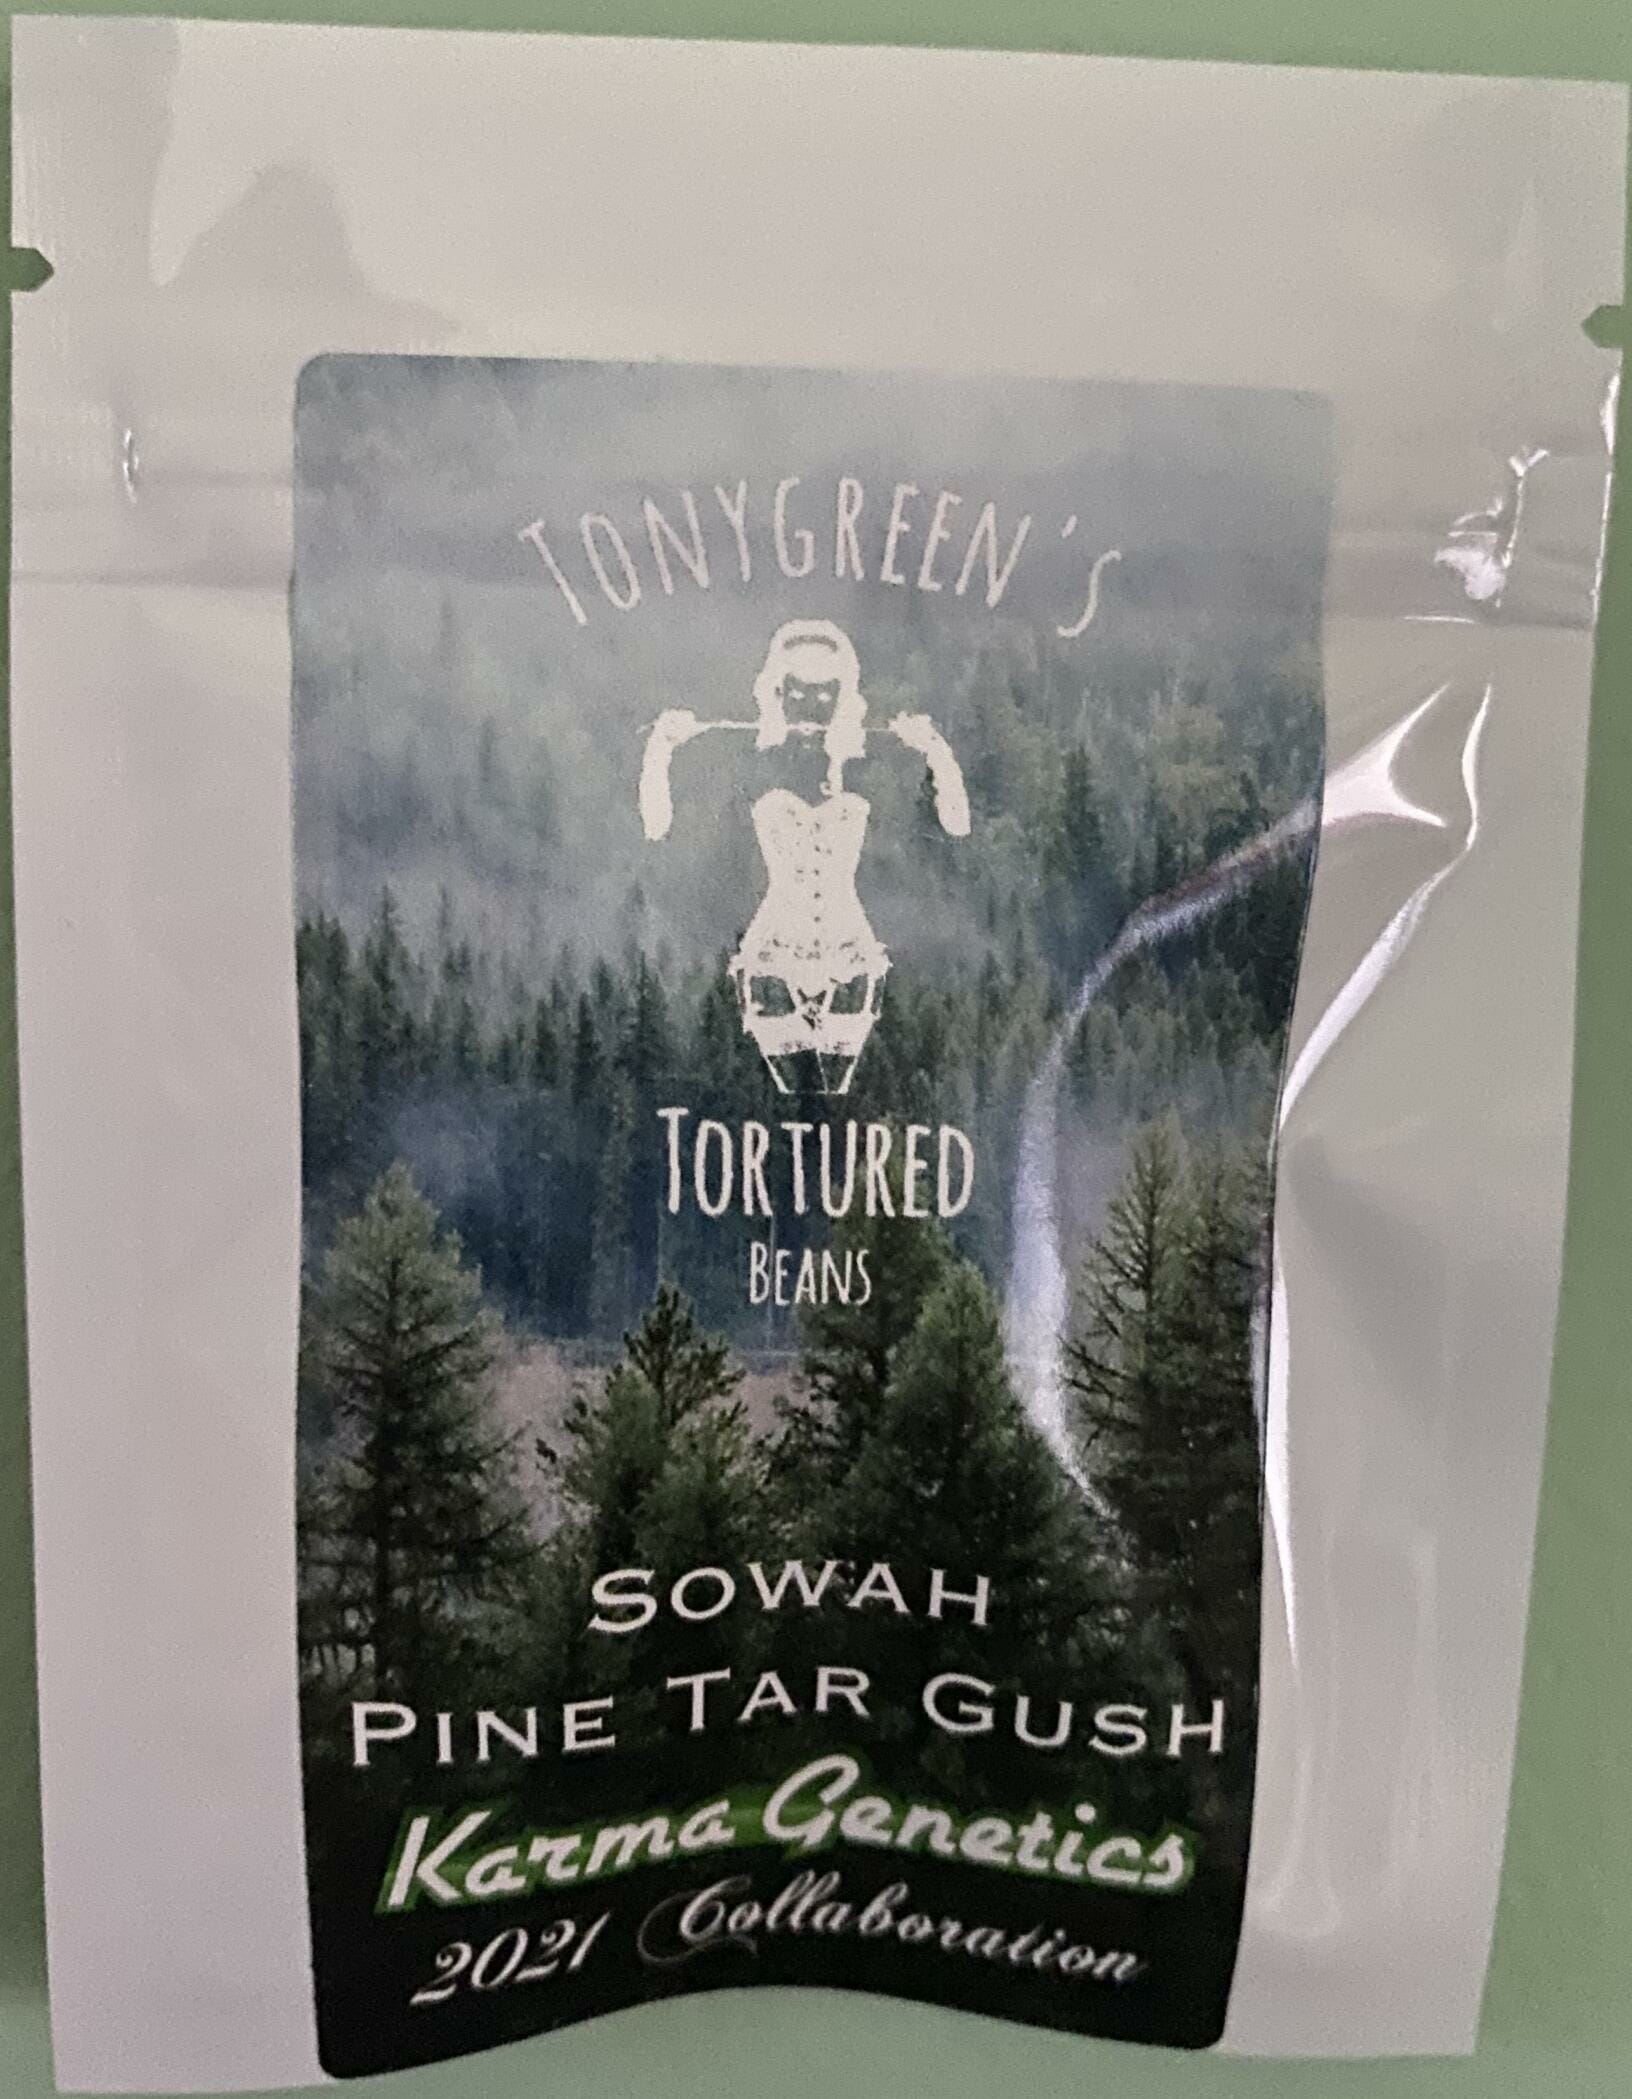 TONYGREEN'S
TORTURED
BEANS
SOWAH
PINE TAR GUSH
Karma Genetics
2021 Collaboration